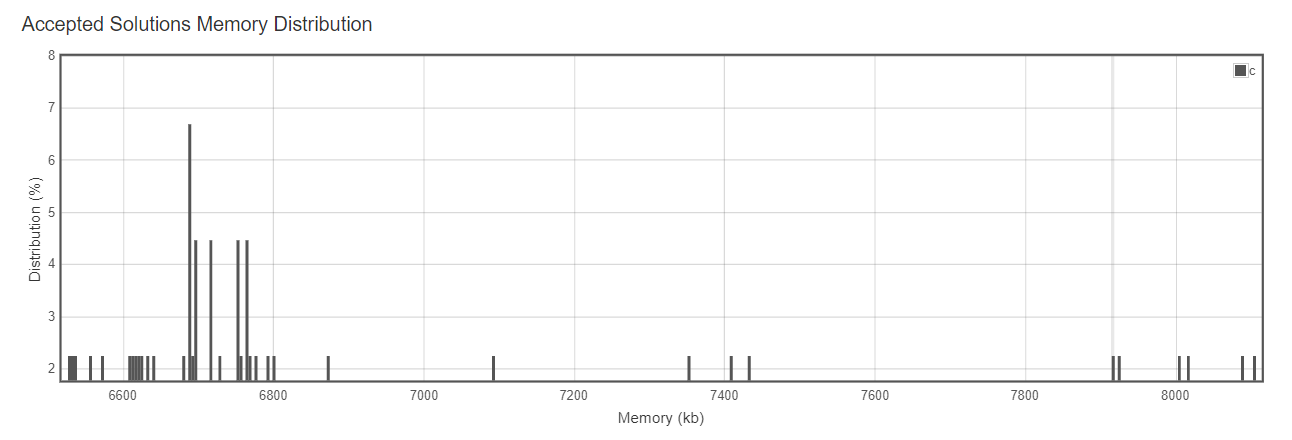 Accepted Solutions Memory Distribution
8
7
6
5
4
3
2
Distribution (%)
c
6600 6800 7000 7200 7400 7600 7800 8000
Memory (kb)